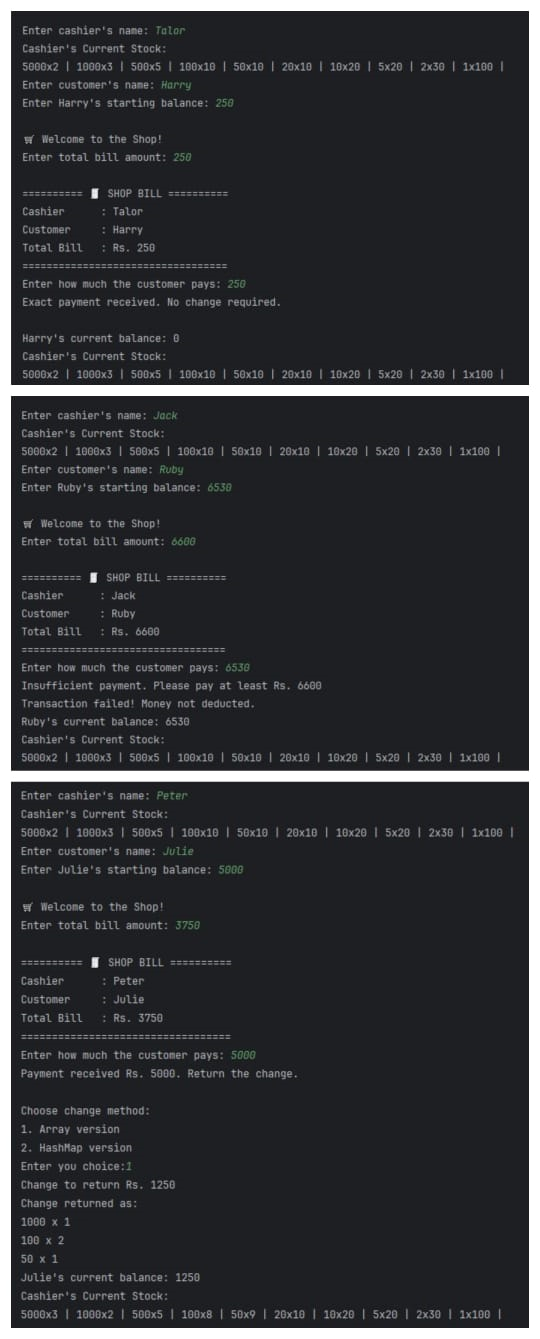 Enter cashier's name: Talor
Cashier's Current Stock:
5000x2 | 1000x3 | 500x5 | 100x10 | 50x10 | 20x10 | 10x20 | 5x20 | 2x30 | 1x100 |
Enter customer's name: Harry
Enter Harry's starting balance: 250
🛒 Welcome to the Shop!
Enter total bill amount: 250
========== 🧾 SHOP BILL ==========
Cashier : Talor
Customer : Harry
Total Bill : Rs. 250
==================================
Enter how much the customer pays: 250
Exact payment received. No change required.
Harry's current balance: 0
Cashier's Current Stock:
5000x2 | 1000x3 | 500x5 | 100x10 | 50x10 | 20x10 | 10x20 | 5x20 | 2x30 | 1x100 |
Enter cashier's name: Jack
Cashier's Current Stock:
5000x2 | 1000x3 | 500x5 | 100x10 | 50x10 | 20x10 | 10x20 | 5x20 | 2x30 | 1x100 |
Enter customer's name: Ruby
Enter Ruby's starting balance: 6530
🛒 Welcome to the Shop!
Enter total bill amount: 6600
========== 🧾 SHOP BILL ==========
Cashier : Jack
Customer : Ruby
Total Bill : Rs. 6600
==================================
Enter how much the customer pays: 6530
Insufficient payment. Please pay at least Rs. 6600
Transaction failed! Money not deducted.
Ruby's current balance: 6530
Cashier's Current Stock:
5000x2 | 1000x3 | 500x5 | 100x10 | 50x10 | 20x10 | 10x20 | 5x20 | 2x30 | 1x100 |
Enter cashier's name: Peter
Cashier's Current Stock:
5000x2 | 1000x3 | 500x5 | 100x10 | 50x10 | 20x10 | 10x20 | 5x20 | 2x30 | 1x100 |
Enter customer's name: Julie
Enter Julie's starting balance: 5000
🛒 Welcome to the Shop!
Enter total bill amount: 3750
========== 🧾 SHOP BILL ==========
Cashier : Peter
Customer : Julie
Total Bill : Rs. 3750
==================================
Enter how much the customer pays: 5000
Payment received Rs. 5000. Return the change.
Choose change method:
1. Array version
2. HashMap version
Enter you choice:1
Change to return Rs. 1250
Change returned as:
1000 x 1
100 x 2
50 x 1
Julie's current balance: 1250
Cashier's Current Stock:
5000x3 | 1000x2 | 500x5 | 100x8 | 50x9 | 20x10 | 10x20 | 5x20 | 2x30 | 1x100 |